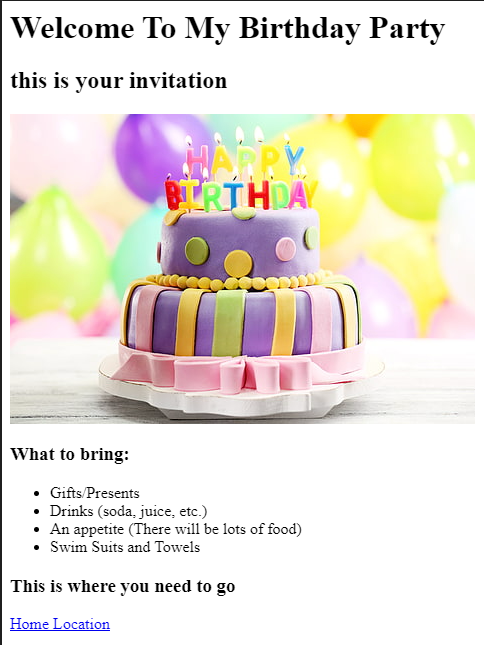 Welcome To My Birthday Party
this is your invitation
HAPPY
BIRTHDAY
What to bring:
Gifts/Presents
Drinks (soda, juice, etc.)
An appetite (There will be lots of food)
Swim Suits and Towels
This is where you need to go
Home Location